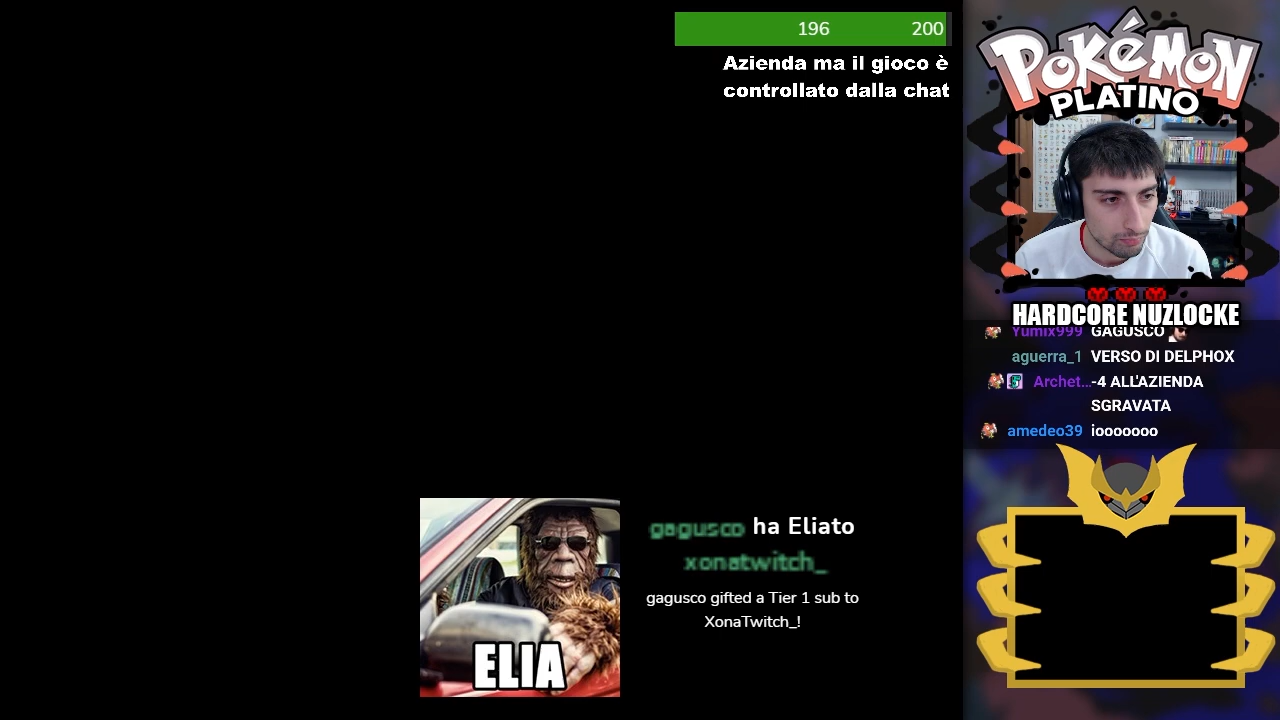 196 200
Azienda ma il gioco è
controllato dalla chat
POKéMON
PLATINO
HARDCORE NUZLOCKE
Yumix999 GAGUSCO
aguerra_1 VERSO DI DELPHOX
Archet... -4 ALL'AZIENDA
SGRAVATA
amedeo39 iooooooo
ELIA
gagusco ha Eliato
xonatwitch_
gagusco gifted a Tier 1 sub to
XonaTwitch_!